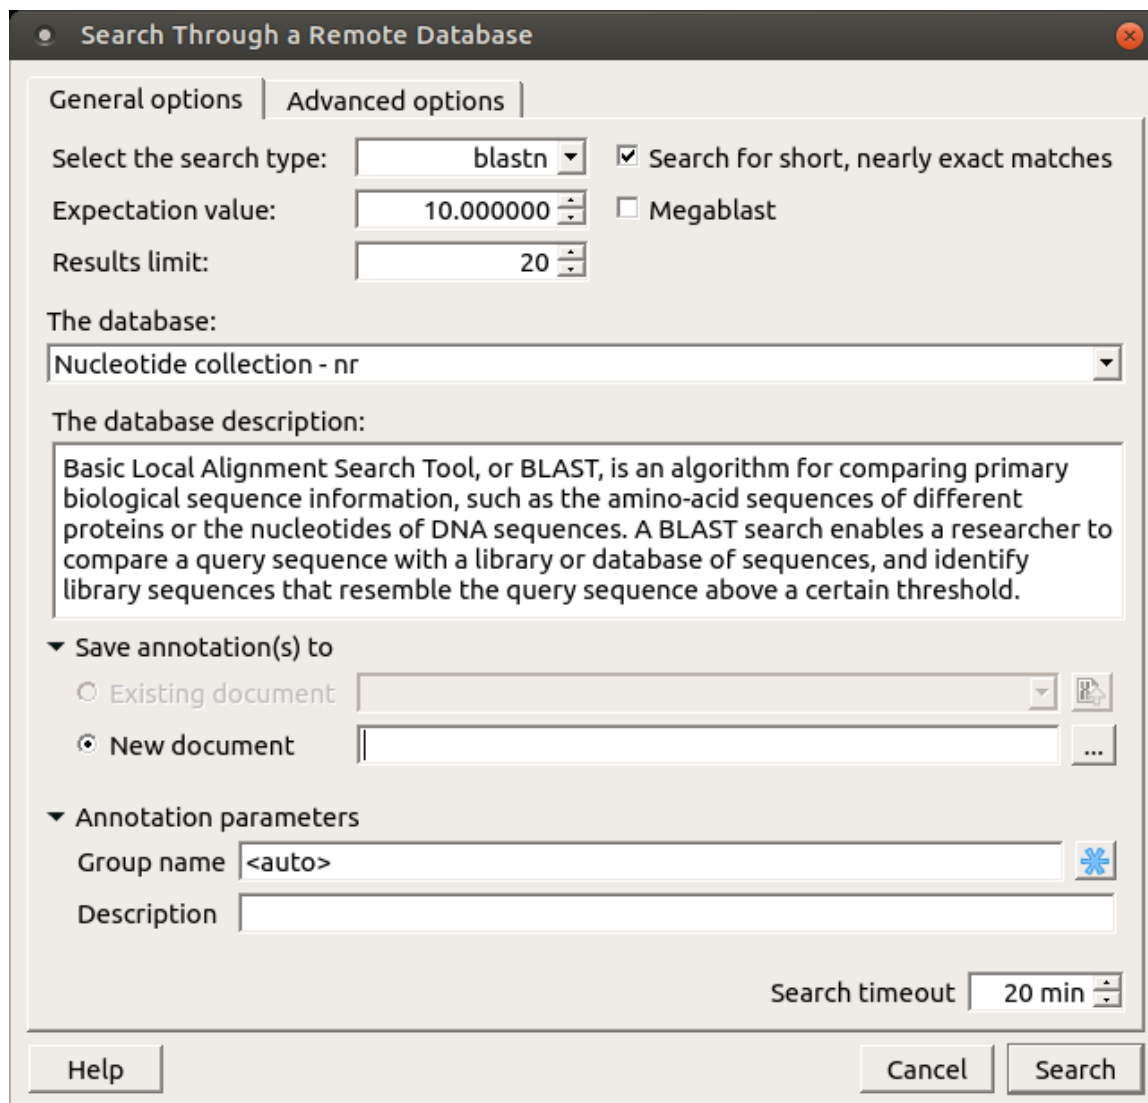 Search Through a Remote Database
General options
Advanced options
Select the search type: blastn Search for short, nearly exact matches
Expectation value: 10.000000 Megablast
Results limit: 20
The database:
Nucleotide collection - nr
The database description:
Basic Local Alignment Search Tool, or BLAST, is an algorithm for comparing primary
biological sequence information, such as the amino-acid sequences of different
proteins or the nucleotides of DNA sequences. A BLAST search enables a researcher to
compare a query sequence with a library or database of sequences, and identify
library sequences that resemble the query sequence above a certain threshold.
Save annotation(s) to
Existing document
New document ...
Annotation parameters
Group name <auto>
Description
Search timeout 20 min
Help Cancel Search